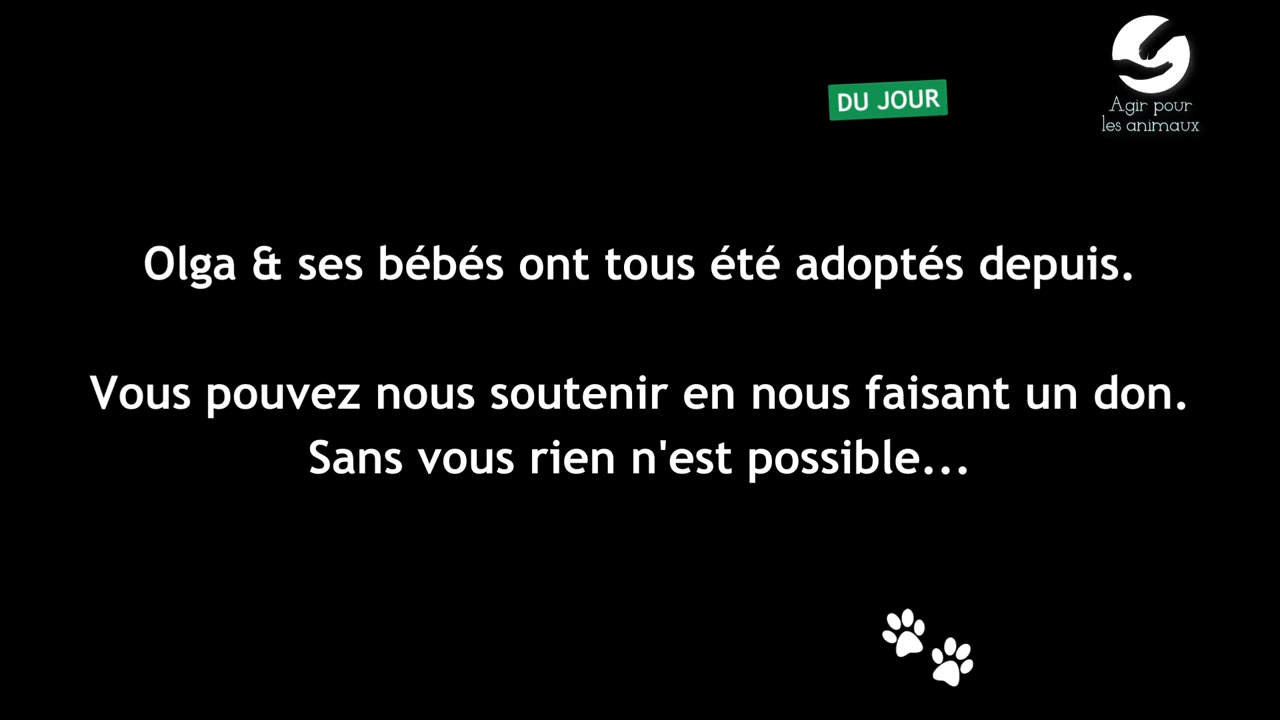 DU JOUR
Agir pour
les animaux
Olga & ses bébés ont tous été adoptés depuis.
Vous pouvez nous soutenir en nous faisant un don.
Sans vous rien n'est possible...